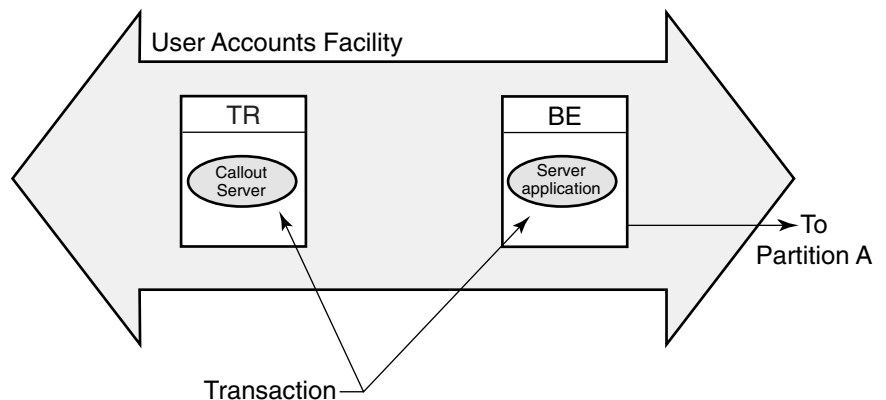 User Accounts Facility
TR
BE
Callout
Server
Server
application
To
Partition A
Transaction